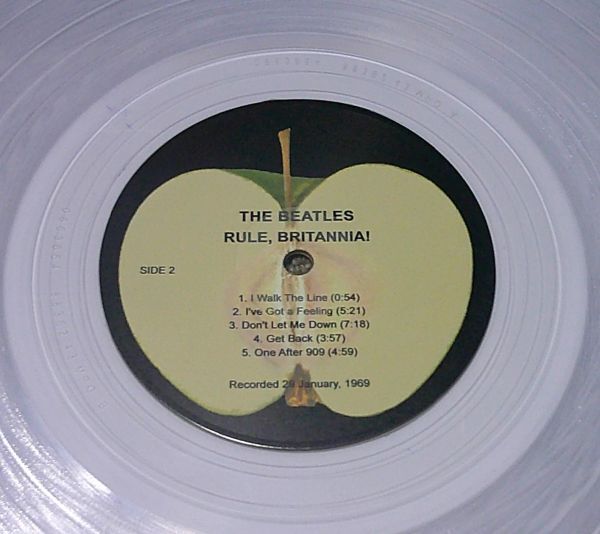 THE BEATLES
RULE, BRITANNIA!
SIDE 2
1. I Walk The Line (0:54)
2. I've Got a Feeling (5:21)
3. Don't Let Me Down (7:18)
4. Get Back (3:57)
5. One After 909 (4:59)
Recorded 29 January, 1969